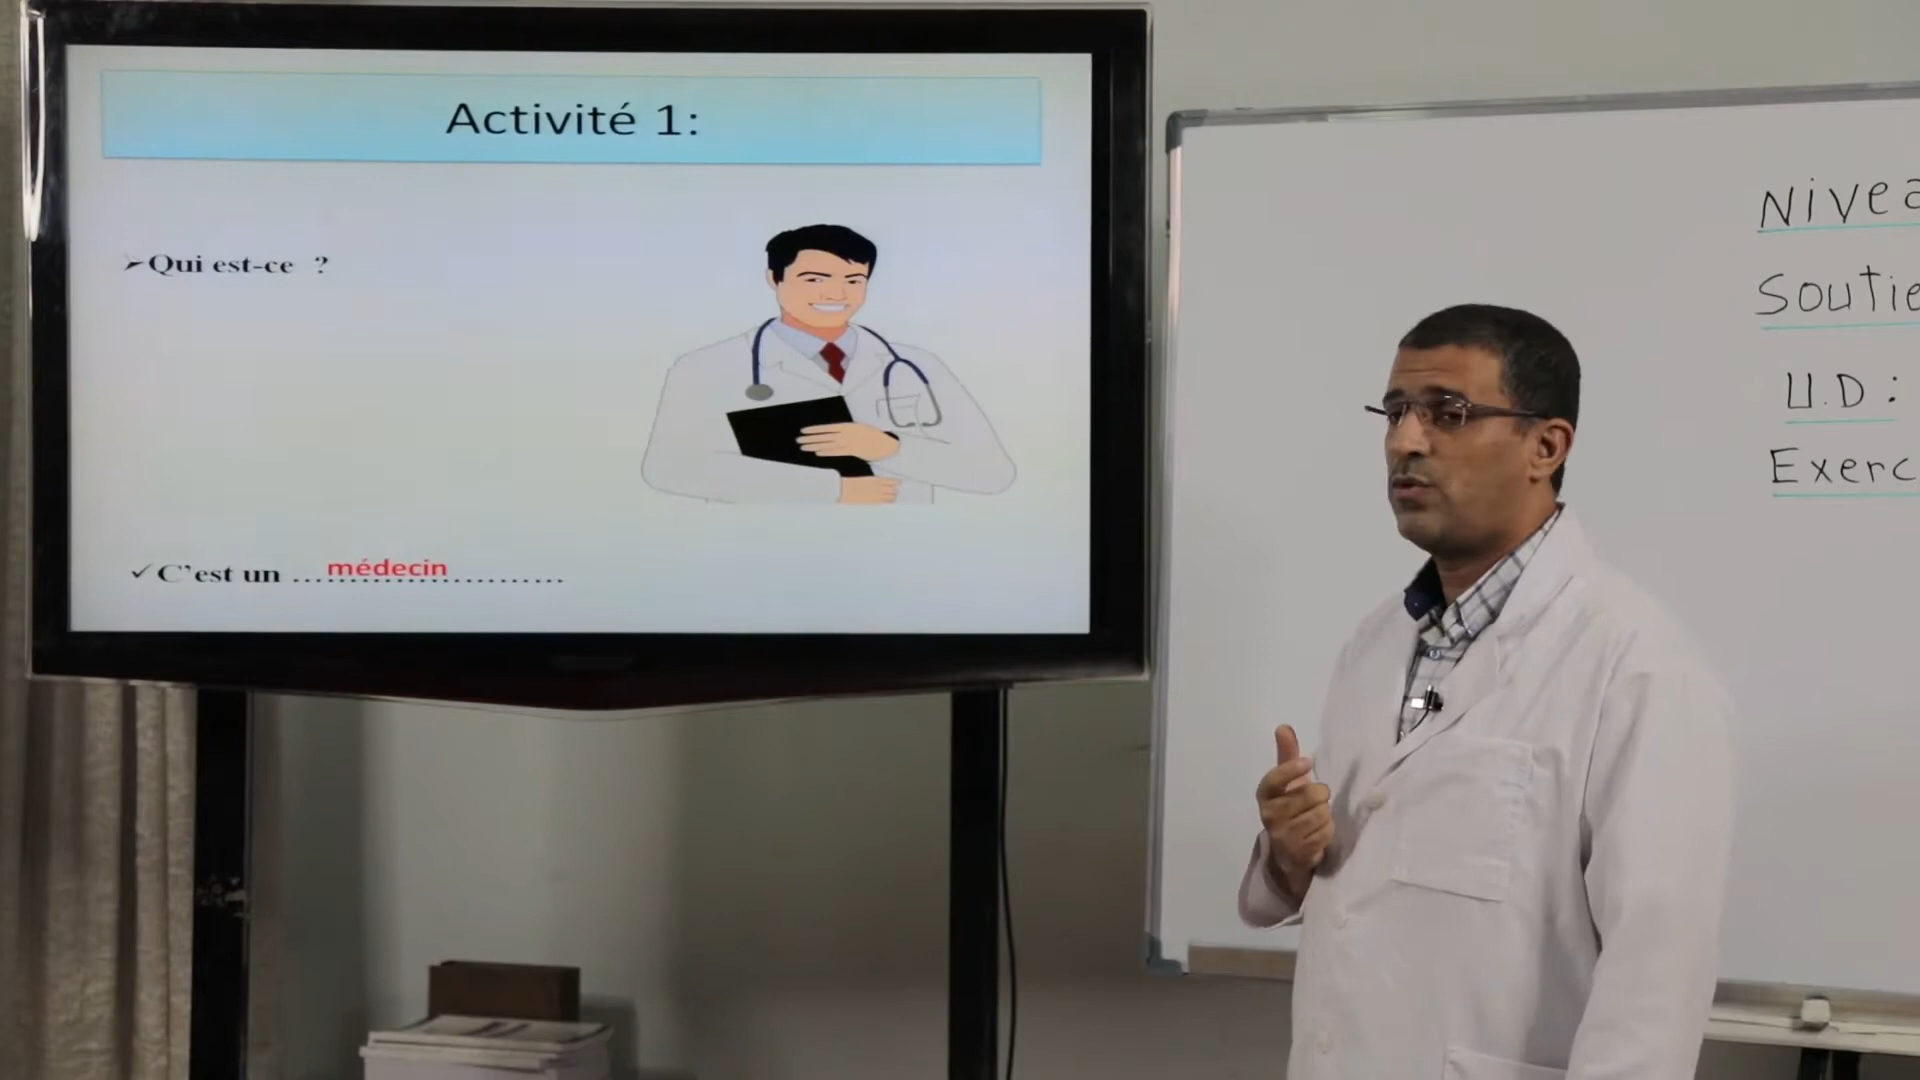 Activité 1:
➢Qui est-ce ?
✓C'est un ...médecin............
Nivea
Soutie
U.D :
Exerc